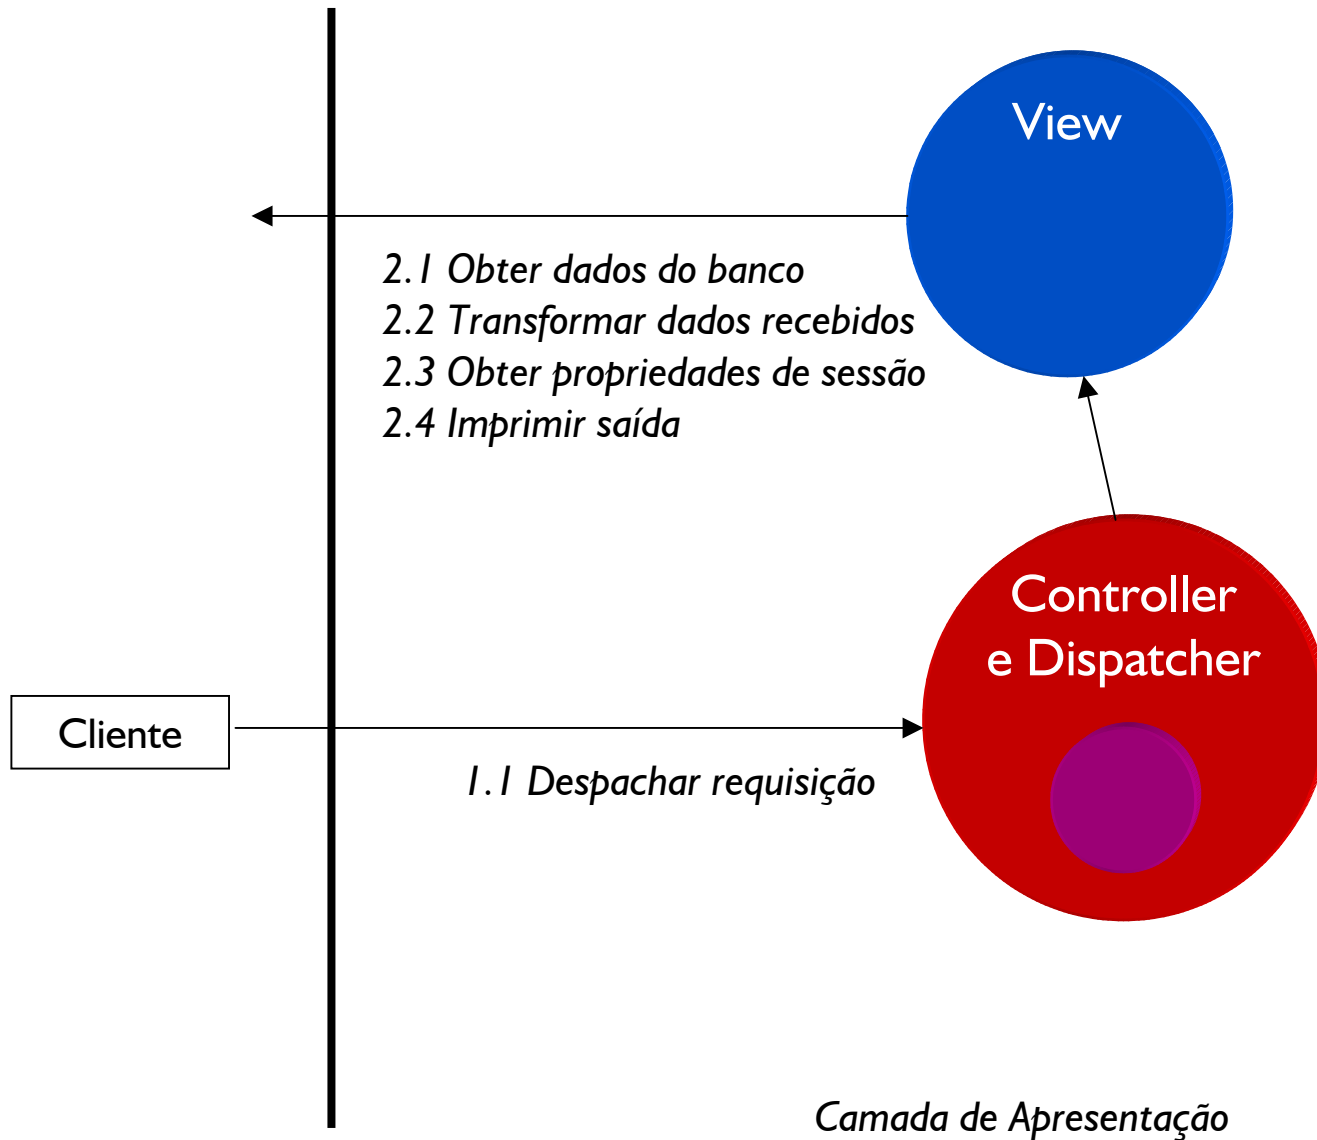 View
2.1 Obter dados do banco
2.2 Transformar dados recebidos
2.3 Obter propriedades de sessão
2.4 Imprimir saída
Controller
e Dispatcher
Cliente
1.1 Despachar requisição
Camada de Apresentação